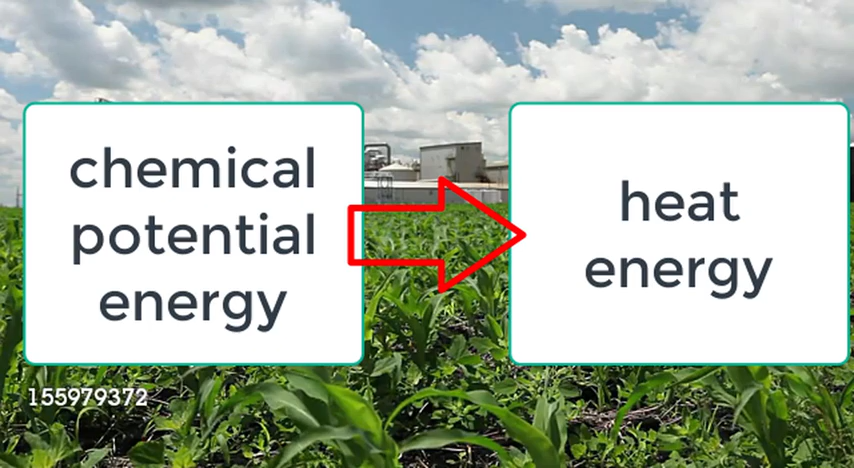 chemical
potential
energy
heat
energy
155979372